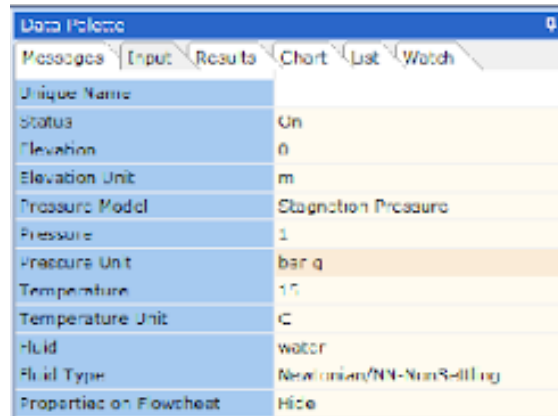 Data Palette
Messages Input Results Chart List Watch
Unique Name
Status On
Elevation 0
Elevation Unit m
Pressure Model Stagnation Pressure
Pressure 1
Pressure Unit bar g
Temperature 15
Temperature Unit C
Fluid water
Fluid Type Newtonian/NN-NonSettling
Properties on Flowsheet Hide